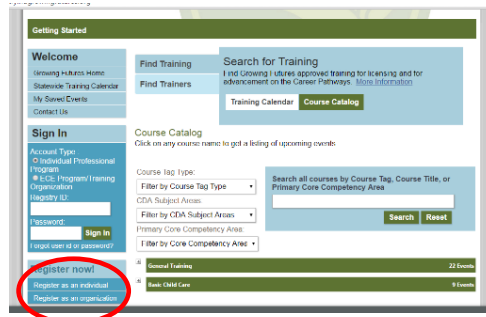 Getting Started
Welcome
Growing Futures Home
Statewide Training Calendar
My Saved Events
Contact Us
Find Training
Find Trainers
Search for Training
Find Growing Futures approved training for licensing and for
advancement on the Career Pathways. More Information
Training Calendar
Course Catalog
Sign In
Account Type
Individual Professional
Program
ECE Program/Training
Organization
Registry ID:
Password:
Sign In
Forgot user id or password?
Course Catalog
Click on any course name to get a listing of upcoming events
Course Tag Type:
Filter by Course Tag Type
CDA Subject Areas:
Filter by CDA Subject Areas
Primary Core Competency Area:
Filter by Core Competency Area
Search all courses by Course Tag, Course Title, or
Primary Core Competency Area
Search
Reset
General Training
22 Events
Basic Child Care
9 Events
Register now!
Register as an individual
Register as an organization